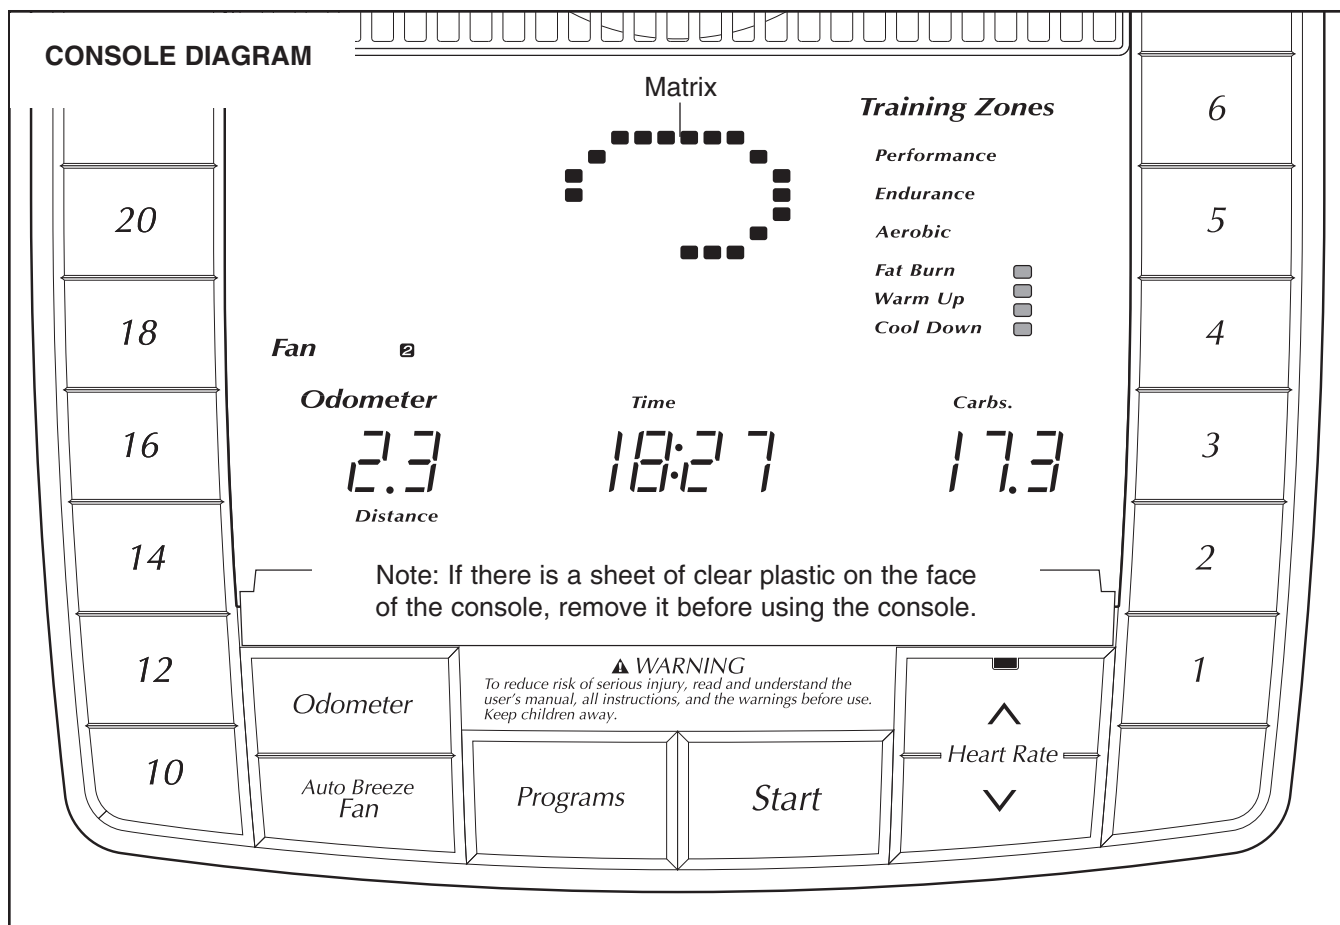 CONSOLE DIAGRAM
Matrix
Training Zones
Performance
Endurance
Aerobic
Fat Burn
Warm Up
Cool Down
20
18
16
14
12
10
6
5
4
3
2
1
Fan 2
Odometer
2.3
Distance
Time
18:27
Carbs.
17.3
Note: If there is a sheet of clear plastic on the face
of the console, remove it before using the console.
Odometer
Auto Breeze
Fan
⚠ WARNING
To reduce risk of serious injury, read and understand the
user's manual, all instructions, and the warnings before use.
Keep children away.
Programs
Start
Heart Rate